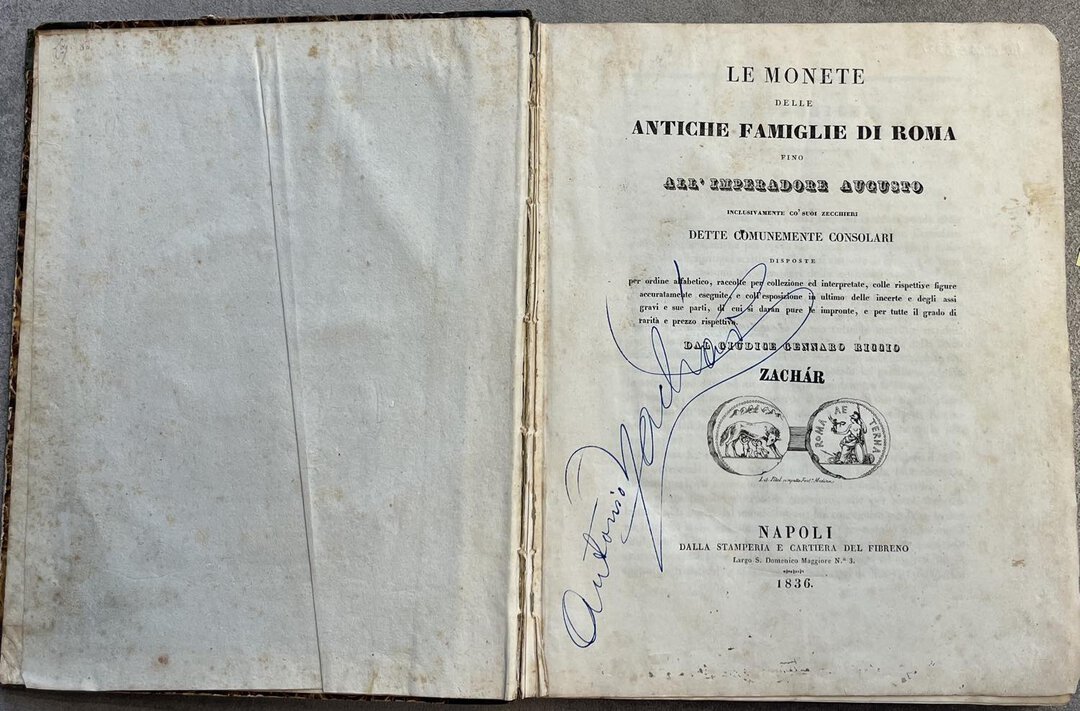 LE MONETE
DELLE
ANTICHE FAMIGLIE DI ROMA
FINO
ALL' IMPERADORE AUGUSTO
INCLUSIVAMENTE CO' SUOI ZECCHIERI
DETTE COMUNEMENTE CONSOLARI
DISPOSTE
per ordine alfabetico, raccolte per collezione ed interpretate, colle rispettive figure
accuratamente eseguite, e coll'esposizione in ultimo delle incerte e degli assi
gravi e sue parti, di cui si daran pure le impronte, e per tutte il grado di
rarità e prezzo rispettivo.
DAL GIUDICE GENNARO RICCIO
ZACHÁR
ROMA AE TERNA
NAPOLI
DALLA STAMPERIA E CARTIERA DEL FIBRENO
Largo S. Domenico Maggiore N.° 3.
1836.
Antonio